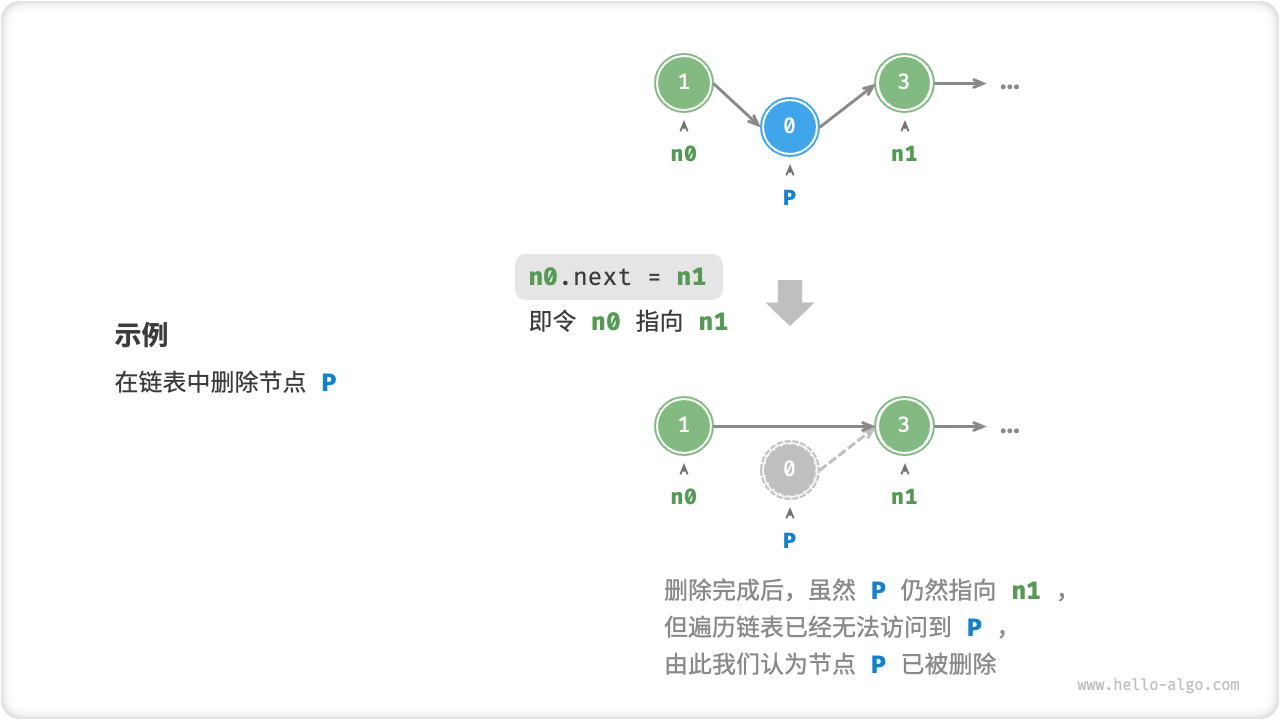 1
3
...
0
n0
n1
P
n0.next = n1
即令 n0 指向 n1
示例
在链表中删除节点 P
1
3
...
0
n0
n1
P
删除完成后，虽然 P 仍然指向 n1 ，
但遍历链表已经无法访问到 P ，
由此我们认为节点 P 已被删除
www.hello-algo.com